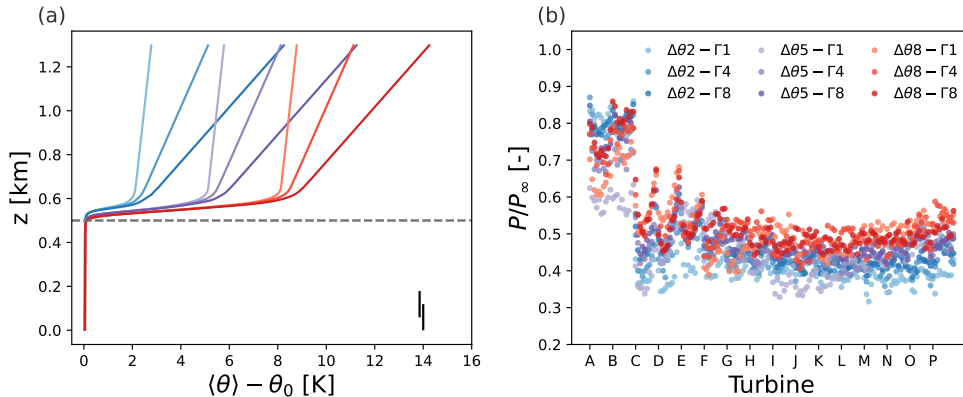 (a)
1.2
1.0
0.8
0.6
0.4
0.2
0.0
z [km]
0 2 4 6 8 10 12 14 16
⟨θ⟩ − θ₀ [K]
(b)
1.0
0.9
0.8
0.7
0.6
0.5
0.4
0.3
0.2
P/P∞ [-]
Δθ2 − Γ1 Δθ5 − Γ1 Δθ8 − Γ1
Δθ2 − Γ4 Δθ5 − Γ4 Δθ8 − Γ4
Δθ2 − Γ8 Δθ5 − Γ8 Δθ8 − Γ8
A B C D E F G H I J K L M N O P
Turbine